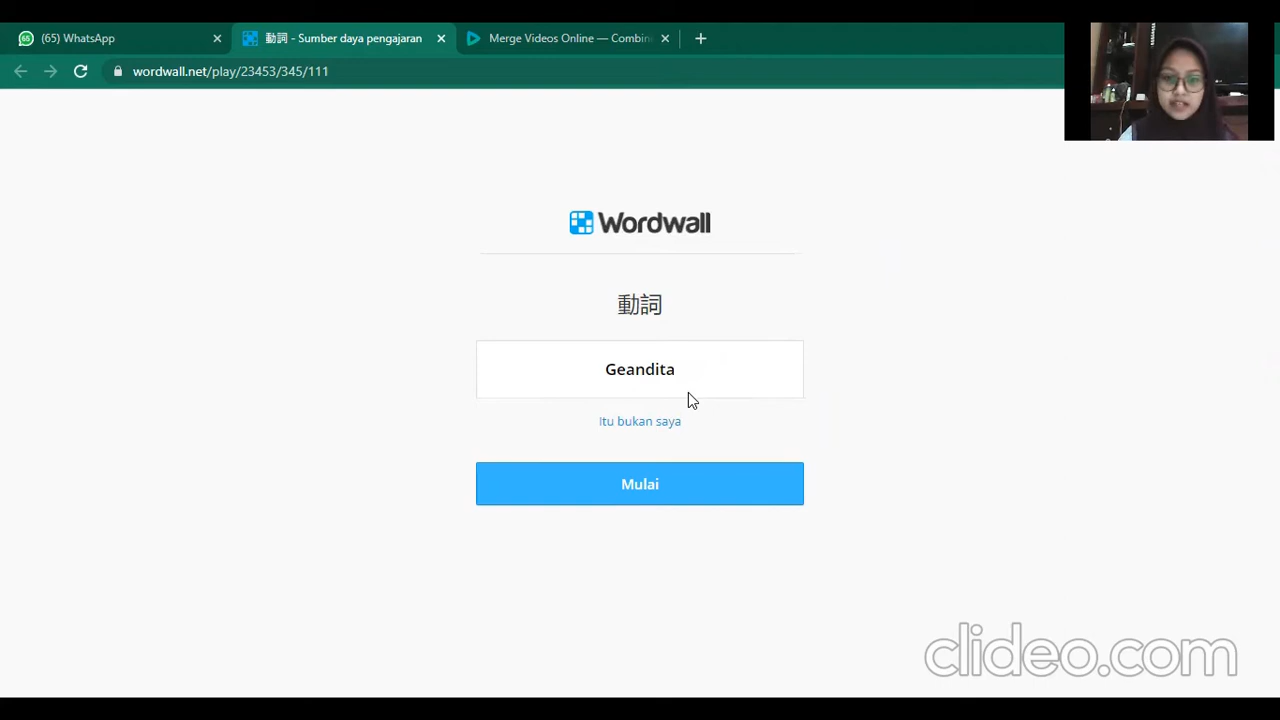 (65) WhatsApp
動詞 - Sumber daya pengajaran
Merge Videos Online — Combin
wordwall.net/play/23453/345/111
Wordwall
動詞
Geandita
Itu bukan saya
Mulai
clideo.com